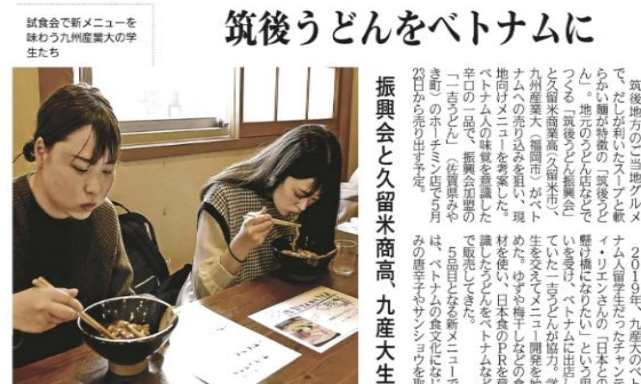 筑後うどんをベトナムに
試食会で新メニューを
味わう九州産業大の学
生たち
振興会と久留米商高、九産大生
筑後地方のご当地グルメ
で、だしが利いたスープと軟
らかい麺が特徴の「筑後うど
ん」。地元のうどん店などで
つくる「筑後うどん振興会」
と久留米商業高(久留米市)、
九州産業大(福岡市)がベト
ナムへの売り込みを狙い、現
地向けメニューを考案した。
ベトナム人の味覚を意識した
辛口の一品で、振興会加盟の
「一吉うどん」(佐賀県みや
き町)のホーチミン店で5月
23日から売り出す予定。
2019年、九産大のベト
ナム人留学生だったチャン
ィ・リエンさんの「日本との
懸け橋になりたい」という思
いを受け、ベトナムに出店
ていた一吉うどんが協力。学
生を交えてメニュー開発を始
めた。ゆずや梅干しなどの食
材を使い、日本食のPRを意
識したうどんをベトナムな
で販売してきた。
5品目となる新メニュー
は、ベトナムの食文化になじ
みの唐辛子やサンショウを取